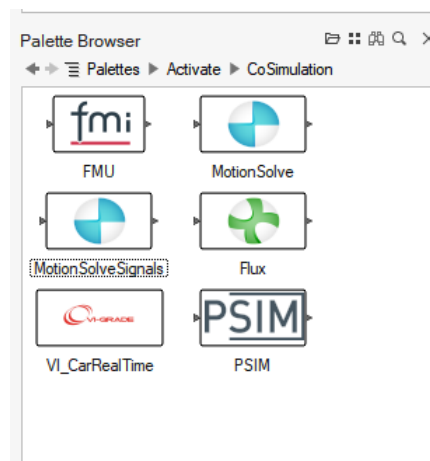 Palette Browser
Palettes Activate CoSimulation
fmi
FMU MotionSolve
MotionSolveSignals Flux
VI-GRADE PSIM
VI_CarRealTime PSIM